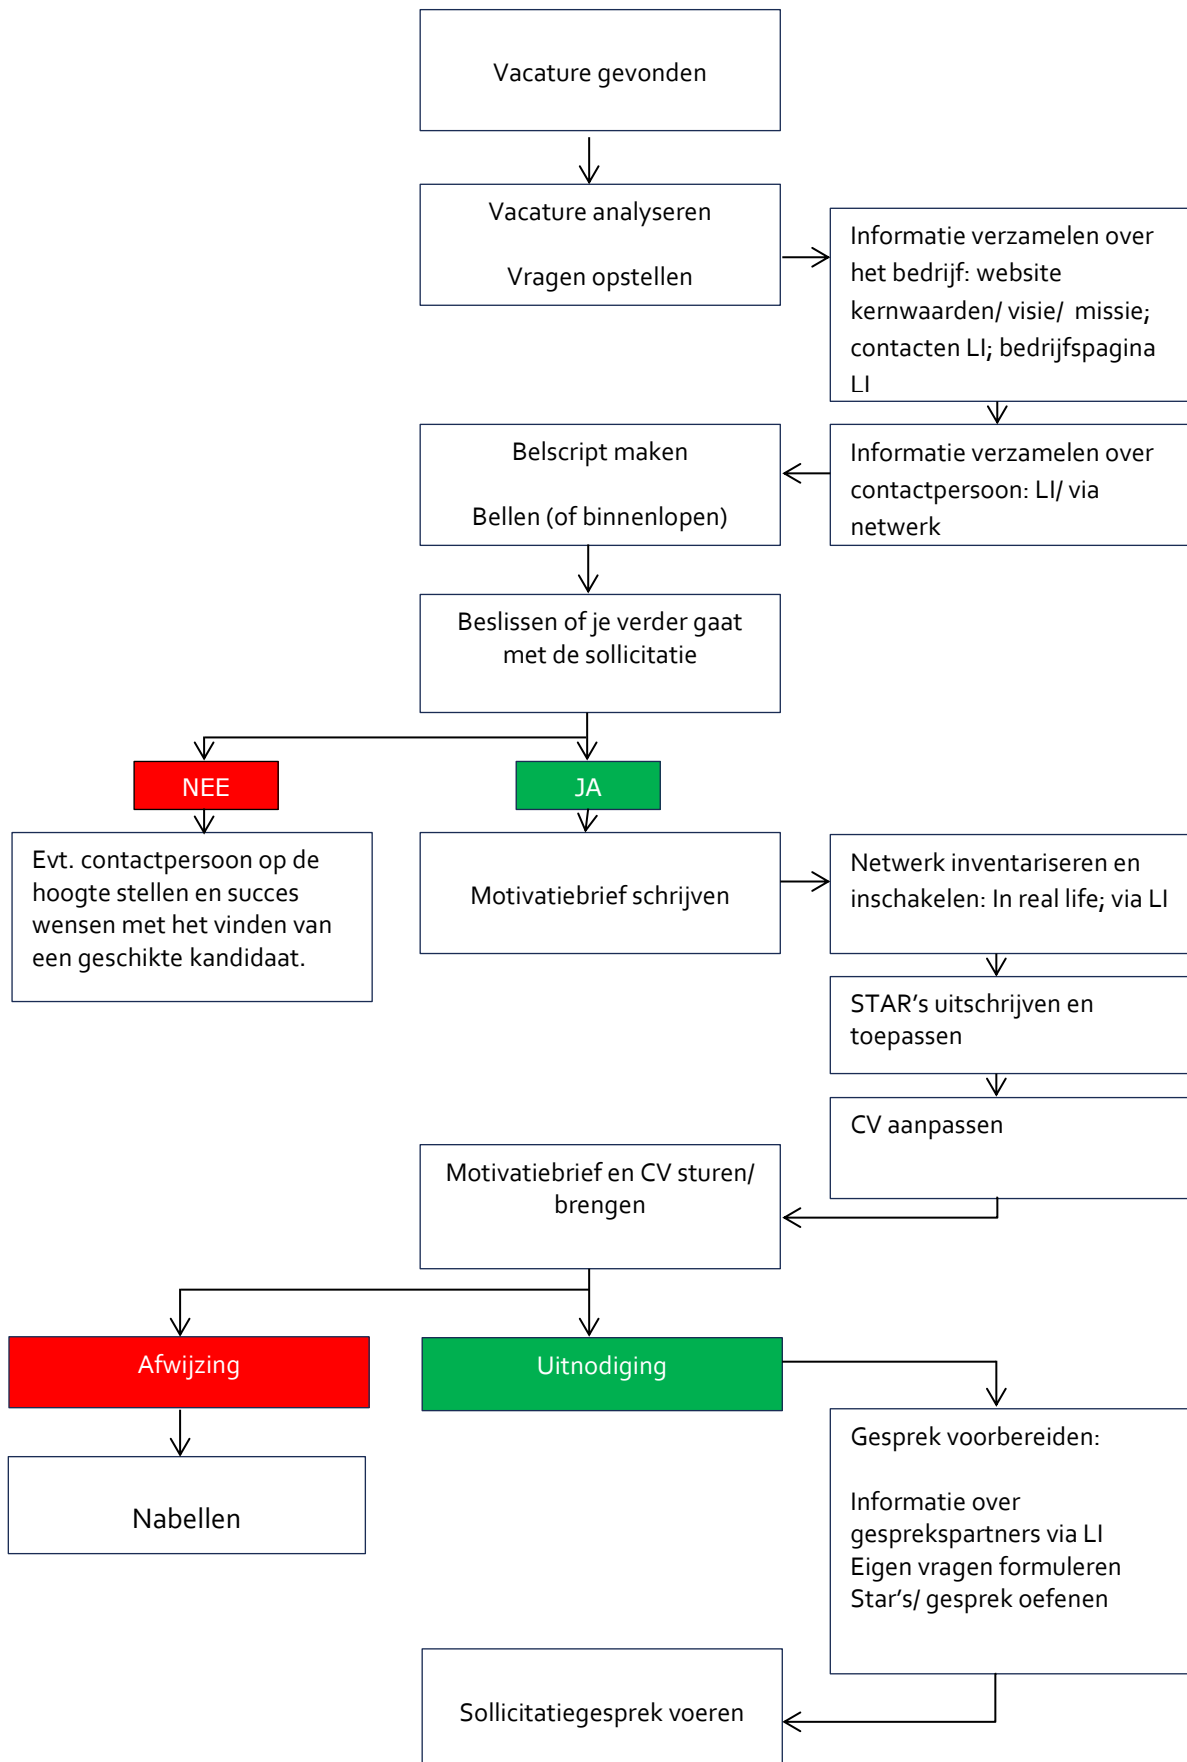 Vacature gevonden
Vacature analyseren
Vragen opstellen
Informatie verzamelen over
het bedrijf: website
kernwaarden/ visie/ missie;
contacten LI; bedrijfspagina
LI
Informatie verzamelen over
contactpersoon: LI/ via
netwerk
Belscript maken
Bellen (of binnenlopen)
Beslissen of je verder gaat
met de sollicitatie
NEE
JA
Evt. contactpersoon op de
hoogte stellen en succes
wensen met het vinden van
een geschikte kandidaat.
Motivatiebrief schrijven
Netwerk inventariseren en
inschakelen: In real life; via LI
STAR’s uitschrijven en
toepassen
CV aanpassen
Motivatiebrief en CV sturen/
brengen
Afwijzing
Uitnodiging
Nabellen
Gesprek voorbereiden:
Informatie over
gesprekspartners via LI
Eigen vragen formuleren
Star’s/ gesprek oefenen
Sollicitatiegesprek voeren